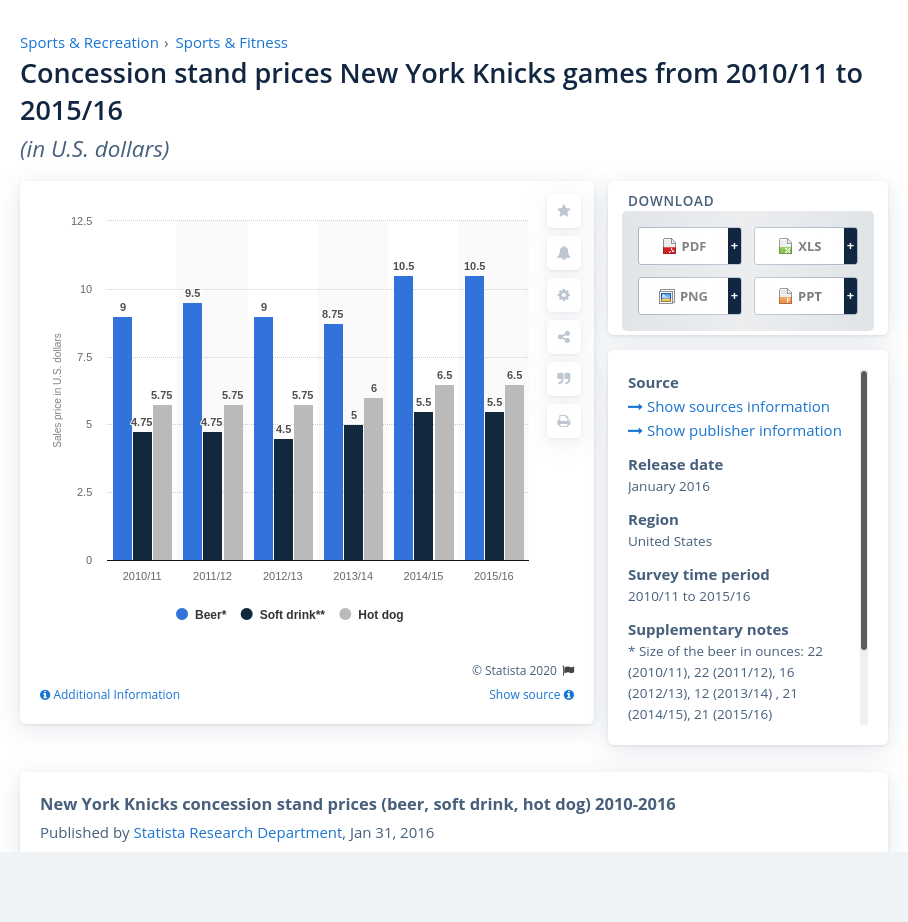 Sports & Recreation › Sports & Fitness
Concession stand prices New York Knicks games from 2010/11 to
2015/16
(in U.S. dollars)
12.5
10
7.5
5
2.5
0
Sales price in U.S. dollars
9
4.75
5.75
9.5
4.75
5.75
9
4.5
5.75
8.75
5
6
10.5
5.5
6.5
10.5
5.5
6.5
2010/11
2011/12
2012/13
2013/14
2014/15
2015/16
Beer* Soft drink** Hot dog
© Statista 2020
Additional Information
Show source
DOWNLOAD
PDF +
XLS +
PNG +
PPT +
Source
Show sources information
Show publisher information
Release date
January 2016
Region
United States
Survey time period
2010/11 to 2015/16
Supplementary notes
* Size of the beer in ounces: 22
(2010/11), 22 (2011/12), 16
(2012/13), 12 (2013/14) , 21
(2014/15), 21 (2015/16)
New York Knicks concession stand prices (beer, soft drink, hot dog) 2010-2016
Published by Statista Research Department, Jan 31, 2016